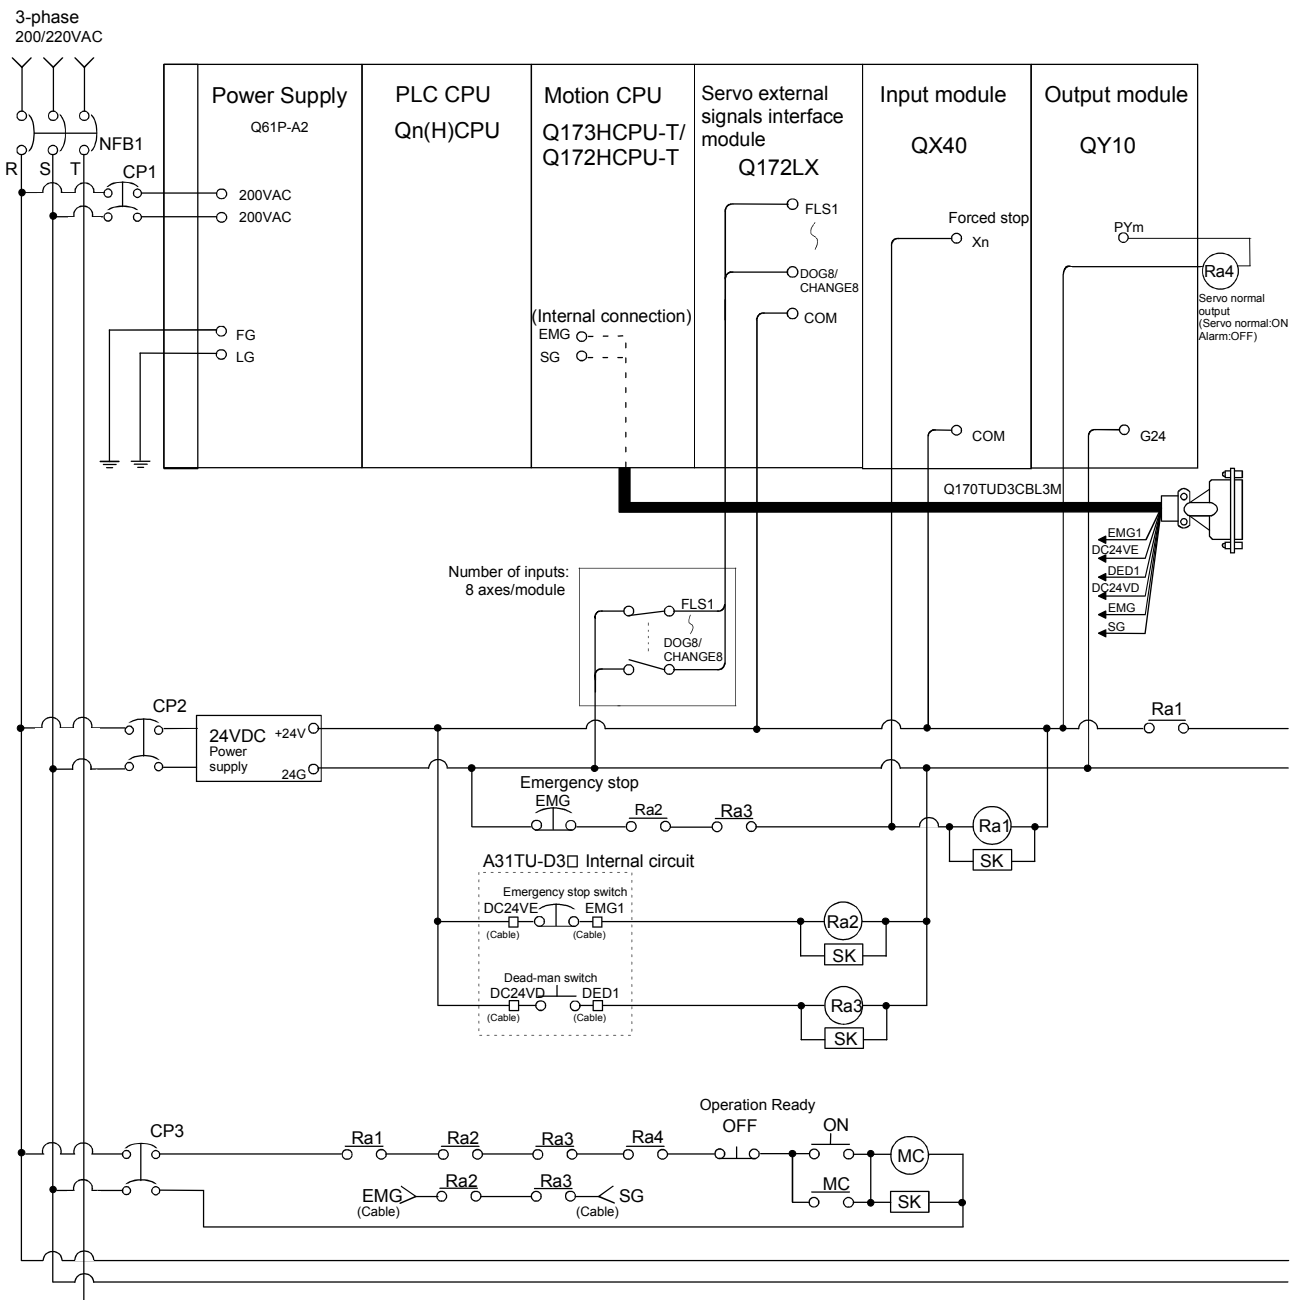 3-phase
200/220VAC
NFB1
R S T
CP1
Power Supply
Q61P-A2
200VAC
200VAC
FG
LG
PLC CPU
Qn(H)CPU
Motion CPU
Q173HCPU-T/
Q172HCPU-T
(Internal connection)
EMG
SG
Servo external
signals interface
module
Q172LX
FLS1
DOG8/
CHANGE8
COM
Input module
QX40
Forced stop
Xn
COM
Output module
QY10
PYm
Ra4
Servo normal
output
(Servo normal:ON
Alarm:OFF)
G24
Q170TUD3CBL3M
EMG1
DC24VE
DED1
DC24VD
EMG
SG
Number of inputs:
8 axes/module
FLS1
DOG8/
CHANGE8
CP2
24VDC
Power
supply
+24V
24G
Ra1
Emergency stop
EMG
Ra2
Ra3
Ra1
SK
A31TU-D3□ Internal circuit
Emergency stop switch
DC24VE EMG1
(Cable) (Cable)
Ra2
SK
Dead-man switch
DC24VD DED1
(Cable) (Cable)
Ra3
SK
Operation Ready
CP3
Ra1
Ra2
Ra3
Ra4
OFF
ON
MC
EMG
(Cable)
Ra2
Ra3
SG
(Cable)
MC
SK